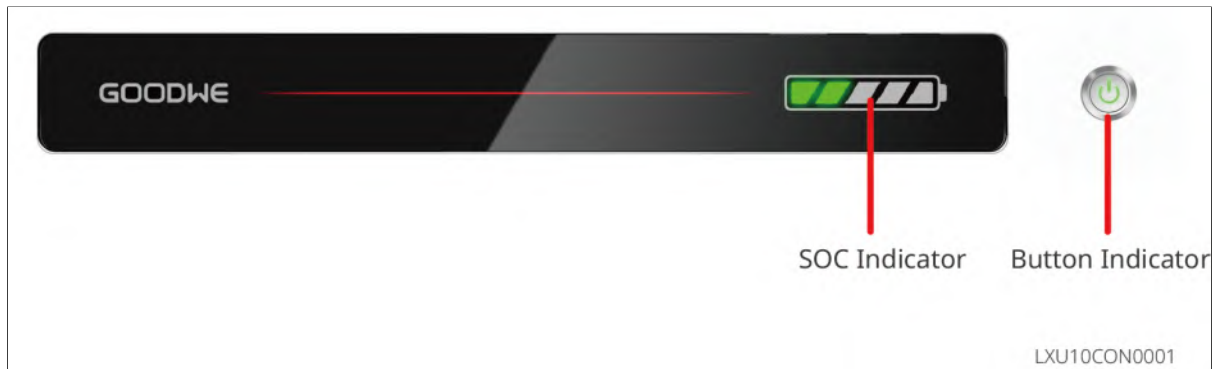 GOODWE
SOC Indicator
Button Indicator
LXU10CON0001